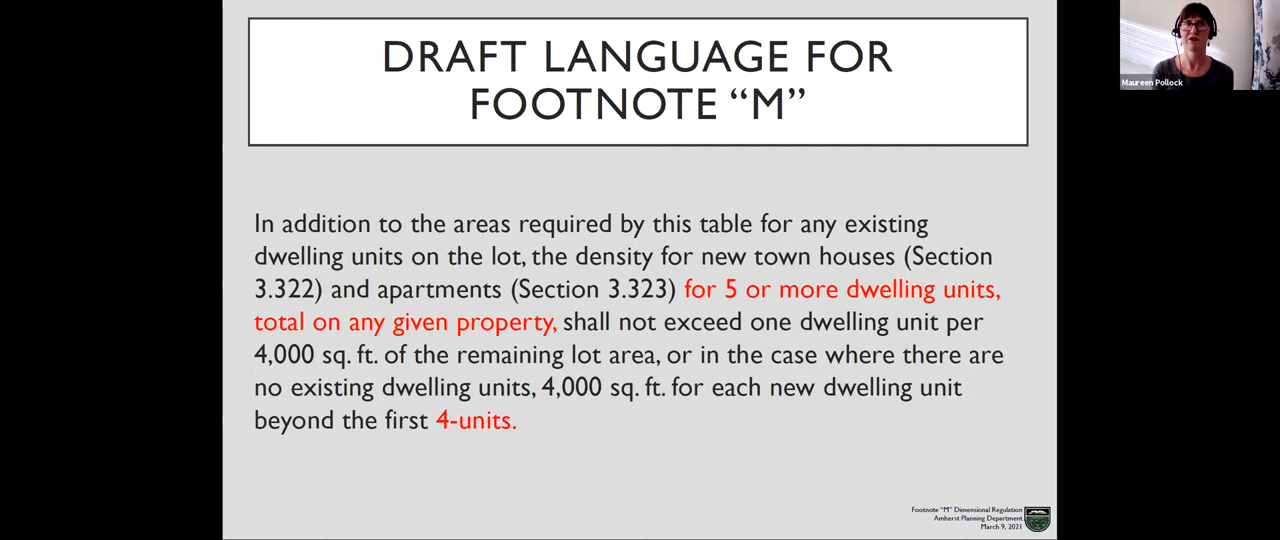 DRAFT LANGUAGE FOR
FOOTNOTE “M”
Maureen Pollock
In addition to the areas required by this table for any existing
dwelling units on the lot, the density for new town houses (Section
3.322) and apartments (Section 3.323) for 5 or more dwelling units,
total on any given property, shall not exceed one dwelling unit per
4,000 sq. ft. of the remaining lot area, or in the case where there are
no existing dwelling units, 4,000 sq. ft. for each new dwelling unit
beyond the first 4-units.
Footnote “M” Dimensional Regulation
Amherst Planning Department
March 9, 2021